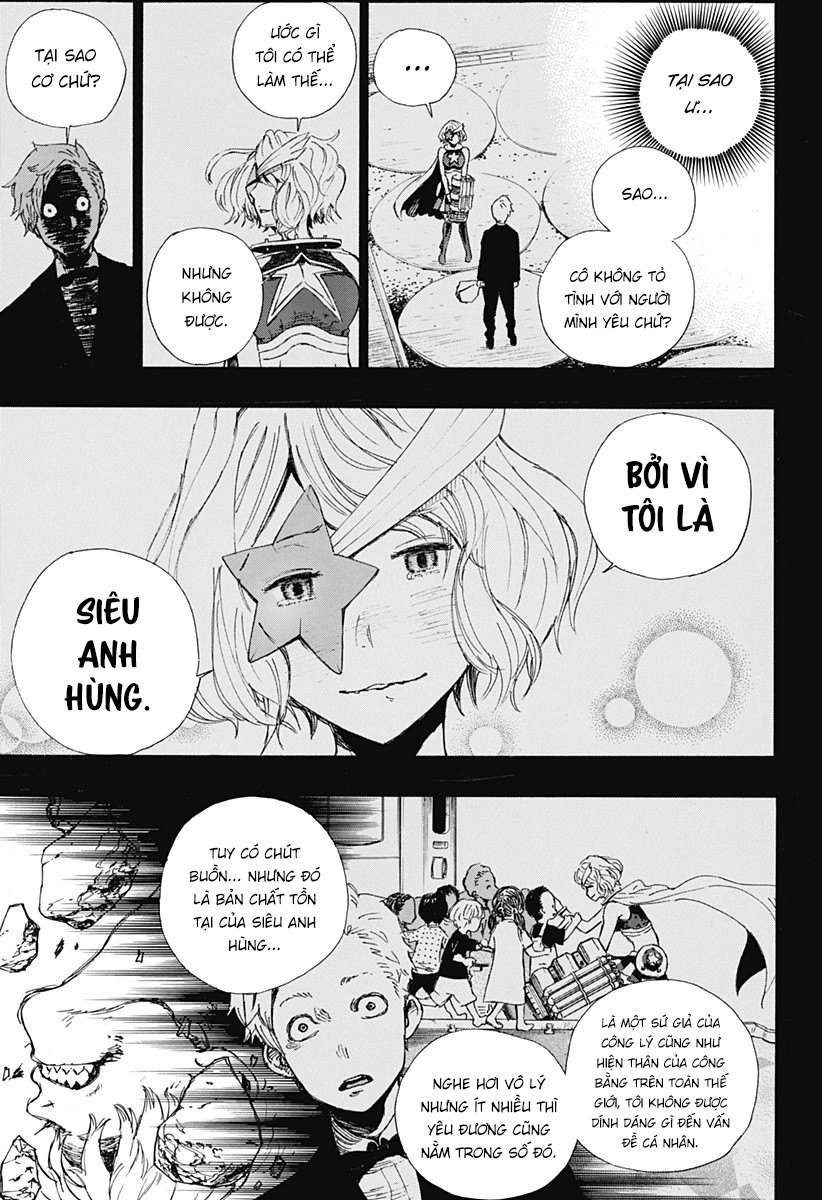 TẠI SAO
Ư...
SAO...
CÔ KHÔNG TỎ
TÌNH VỚI NGƯỜI
MÌNH YÊU CHỨ?
...
ƯỚC GÌ
TÔI CÓ THỂ
LÀM THẾ...
NHƯNG
KHÔNG
ĐƯỢC.
TẠI SAO
CƠ CHỨ?
BỞI VÌ
TÔI LÀ
SIÊU
ANH
HÙNG.
LÀ MỘT SỨ GIẢ CỦA
CÔNG LÝ CŨNG NHƯ
HIỆN THÂN CỦA CÔNG
BẰNG TRÊN TOÀN THẾ
GIỚI, TÔI KHÔNG ĐƯỢC
DÍNH DÁNG GÌ ĐẾN VẤN
ĐỀ CÁ NHÂN.
NGHE HƠI VÔ LÝ
NHƯNG ÍT NHIỀU THÌ
YÊU ĐƯƠNG CŨNG
NẰM TRONG SỐ ĐÓ.
TUY CÓ CHÚT
BUỒN... NHƯNG ĐÓ
LÀ BẢN CHẤT TỒN
TẠI CỦA SIÊU ANH
HÙNG...